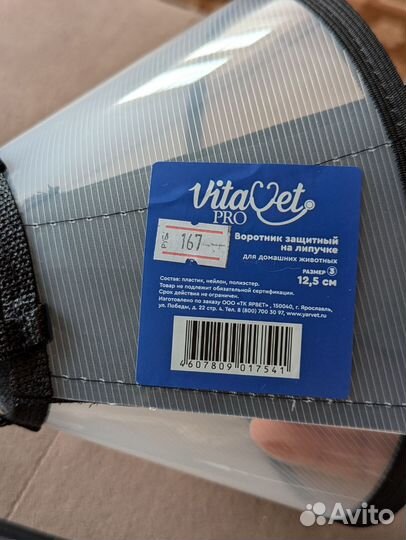 VitaVet
PRO
РУБ 167
Воротник защитный
на липучке
для домашних животных
РАЗМЕР 3
12,5 см
Состав: пластик, нейлон, полиэстер.
Товар не подлежит обязательной сертификации.
Срок действия не ограничен.
Изготовлено по заказу ООО "ТК ЯРВЕТ", 150040, г. Ярославль,
ул. Победы, д. 22 стр. 4. Тел. 8 (800) 700 30 97, www.yarvet.ru
4607809 017541
Avito